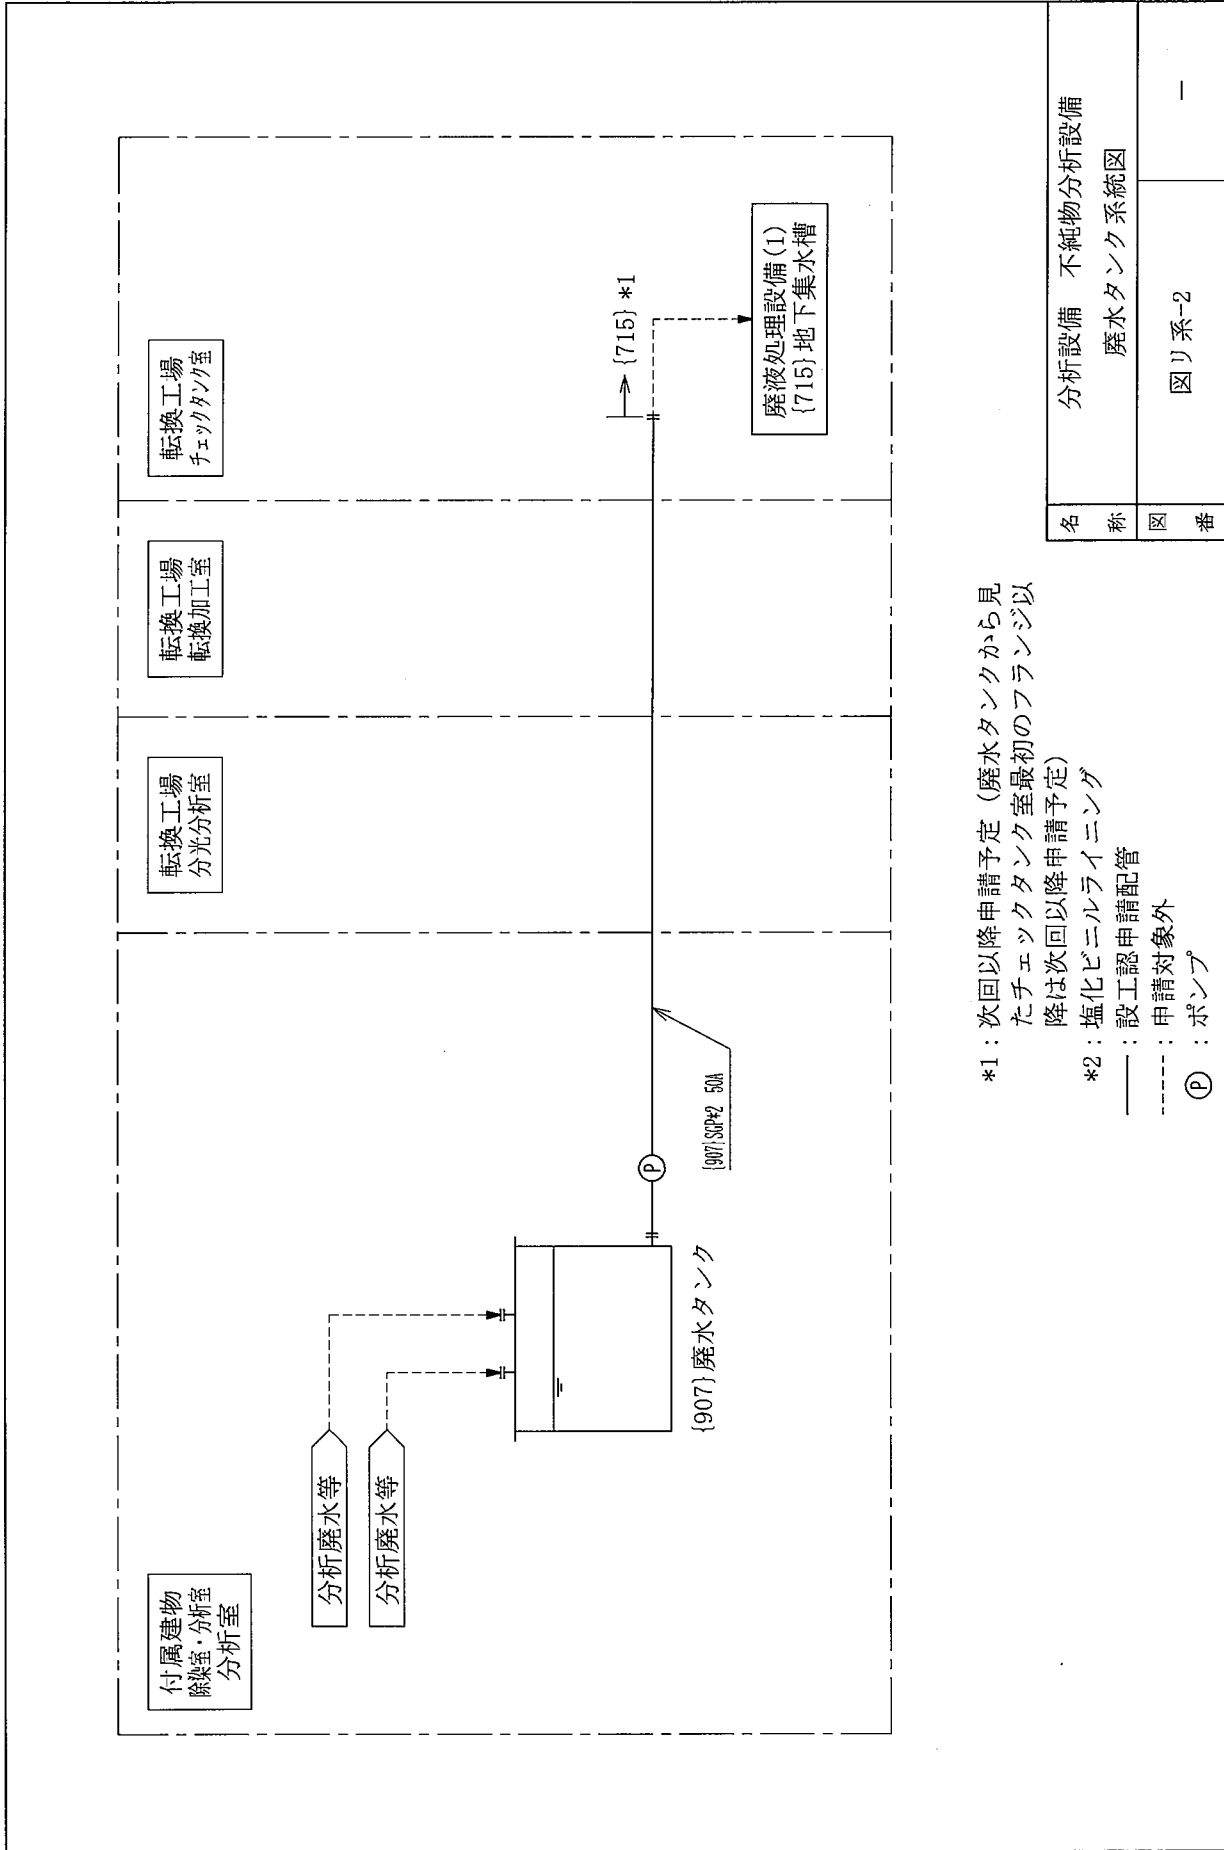 付属建物
除染室・分析室
分析室
転換工場
分光分析室
転換工場
転換加工室
転換工場
チェックタンク室
分析廃水等
分析廃水等
{907}廃水タンク
P
{907}SGP*2 50A
{715}*1
廃液処理設備(1)
{715}地下集水槽
*1:次回以降申請予定(廃水タンクから見
たチェックタンク室最初のフランジ以
降は次回以降申請予定)
*2:塩化ビニルライニング
:設工認申請配管
:申請対象外
P:ポンプ
名称
分析設備 不純物分析設備
廃水タンク系統図
図番
図リ系-2
―